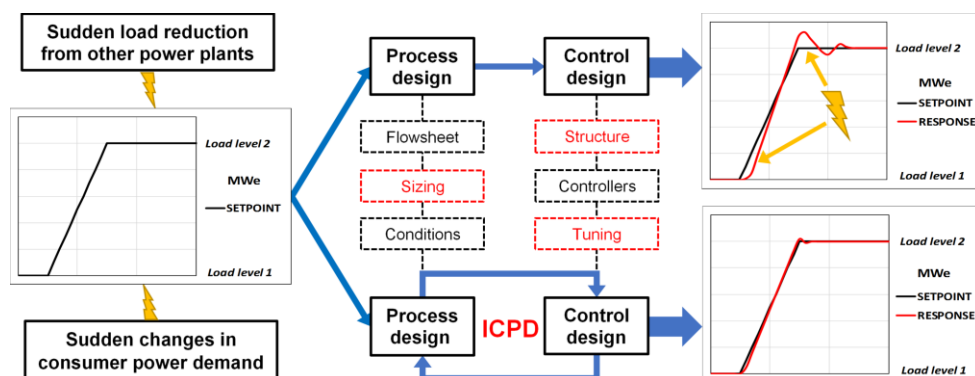 Sudden load reduction
from other power plants
Load level 2
MWe
SETPOINT
Load level 1
Sudden changes in
consumer power demand
Process
design
Control
design
Flowsheet
Structure
Sizing
Controllers
Conditions
Tuning
Process
design
ICPD
Control
design
Load level 2
MWe
SETPOINT
RESPONSE
Load level 1
Load level 2
MWe
SETPOINT
RESPONSE
Load level 1